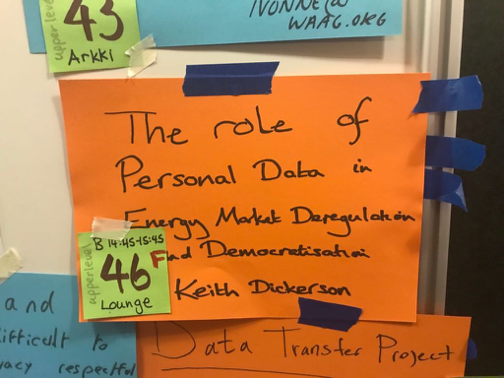 43
upper level
Arkki
YVONNE@
WAAG.ORG
The role of
Personal Data in
Energy Market Deregulation
and Democratisation
Keith Dickerson
B 14:45-15:45
F
46
upper level
Lounge
and
difficult to
respectful
Data Transfer Project